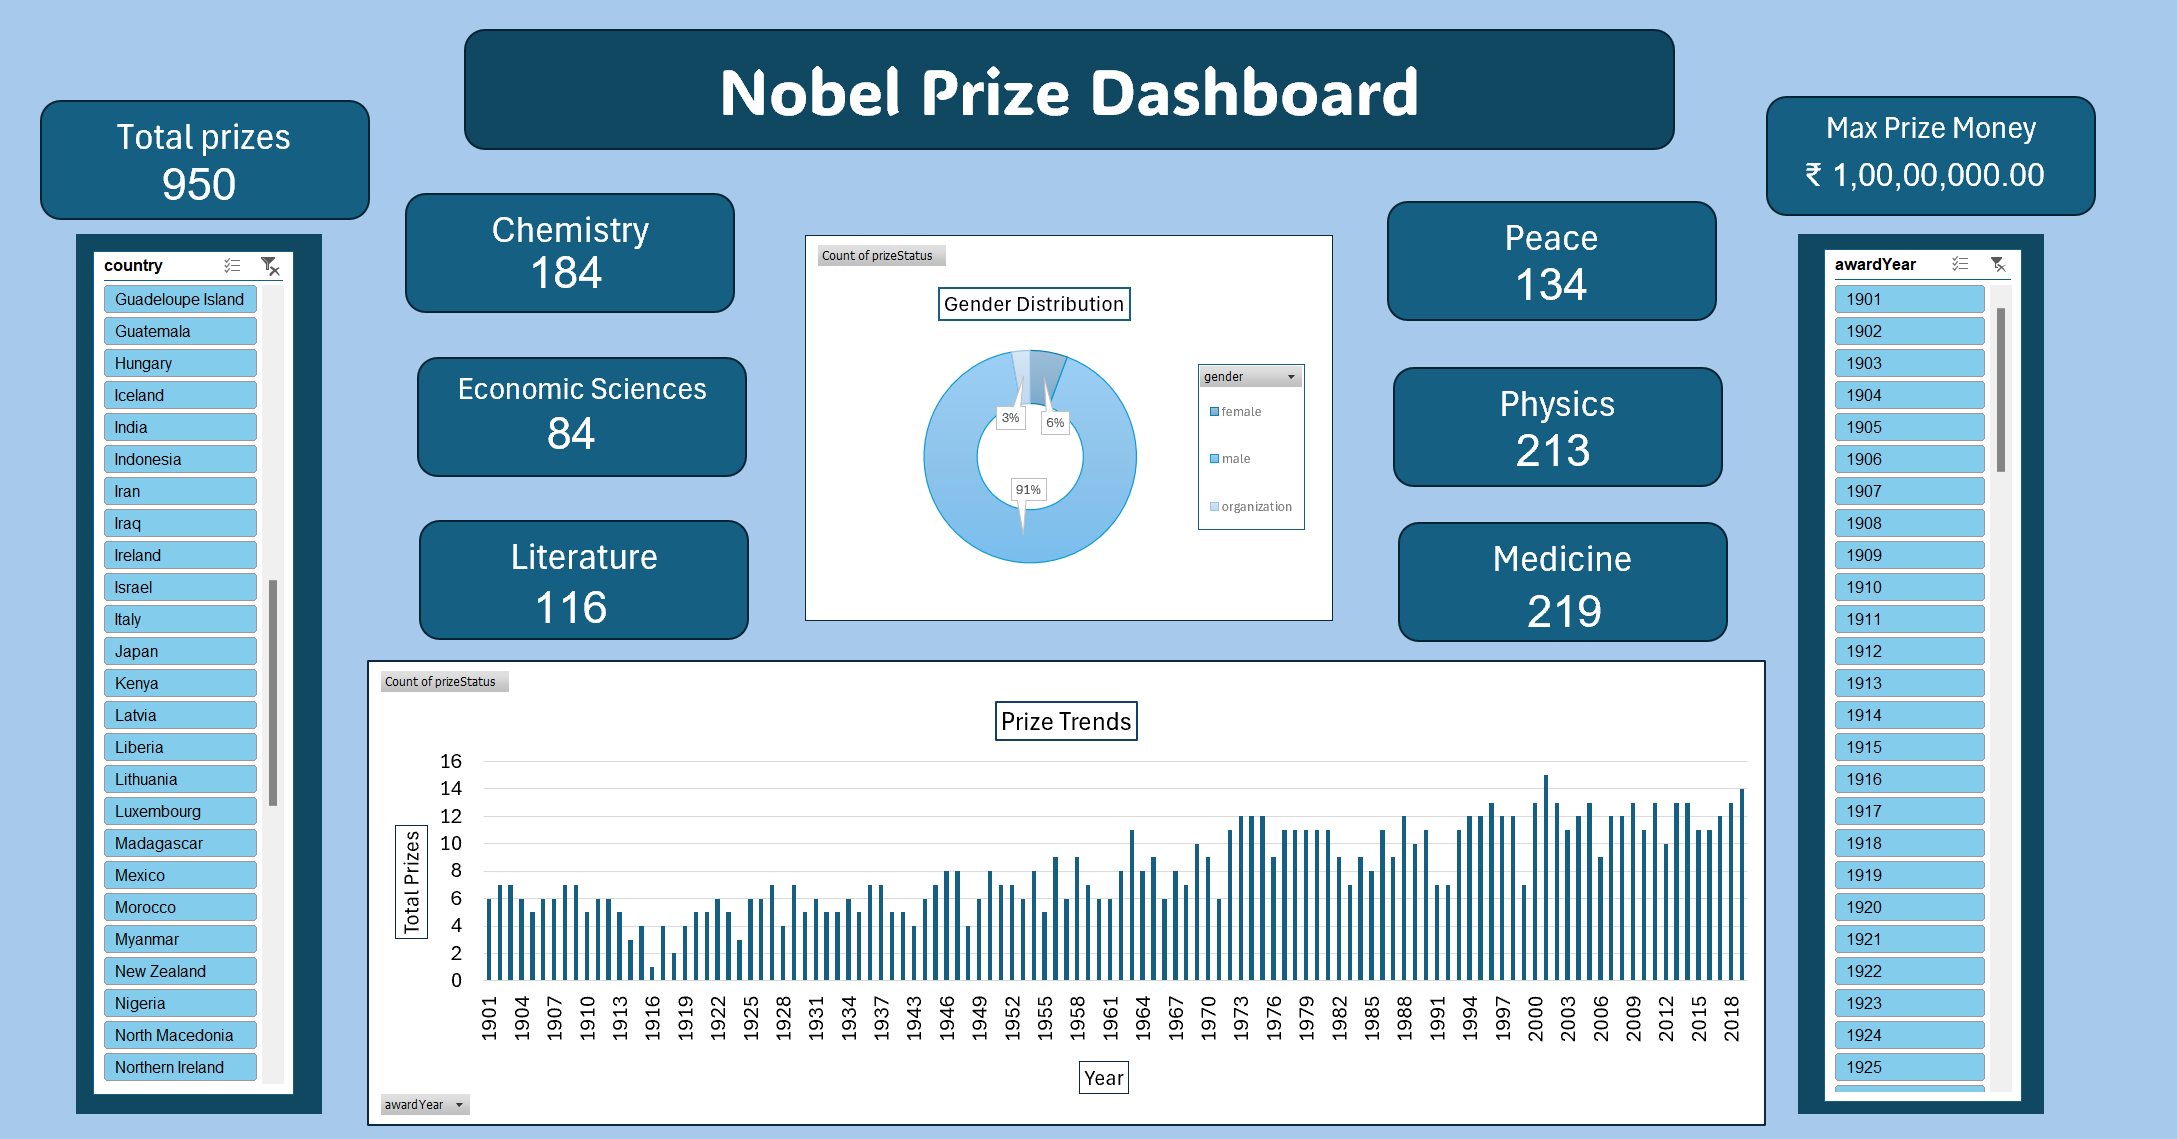 Nobel Prize Dashboard
Total prizes
950
Max Prize Money
₹ 1,00,00,000.00
Chemistry
184
Economic Sciences
84
Literature
116
Peace
134
Physics
213
Medicine
219
country
Guadeloupe Island
Guatemala
Hungary
Iceland
India
Indonesia
Iran
Iraq
Ireland
Israel
Italy
Japan
Kenya
Latvia
Liberia
Lithuania
Luxembourg
Madagascar
Mexico
Morocco
Myanmar
New Zealand
Nigeria
North Macedonia
Northern Ireland
Count of prizeStatus
Gender Distribution
3%
6%
91%
gender
female
male
organization
Count of prizeStatus
Prize Trends
Total Prizes
16
14
12
10
8
6
4
2
0
1901 1904 1907 1910 1913 1916 1919 1922 1925 1928 1931 1934 1937 1943 1946 1949 1952 1955 1958 1961 1964 1967 1970 1973 1976 1979 1982 1985 1988 1991 1994 1997 2000 2003 2006 2009 2012 2015 2018
Year
awardYear
awardYear
1901
1902
1903
1904
1905
1906
1907
1908
1909
1910
1911
1912
1913
1914
1915
1916
1917
1918
1919
1920
1921
1922
1923
1924
1925